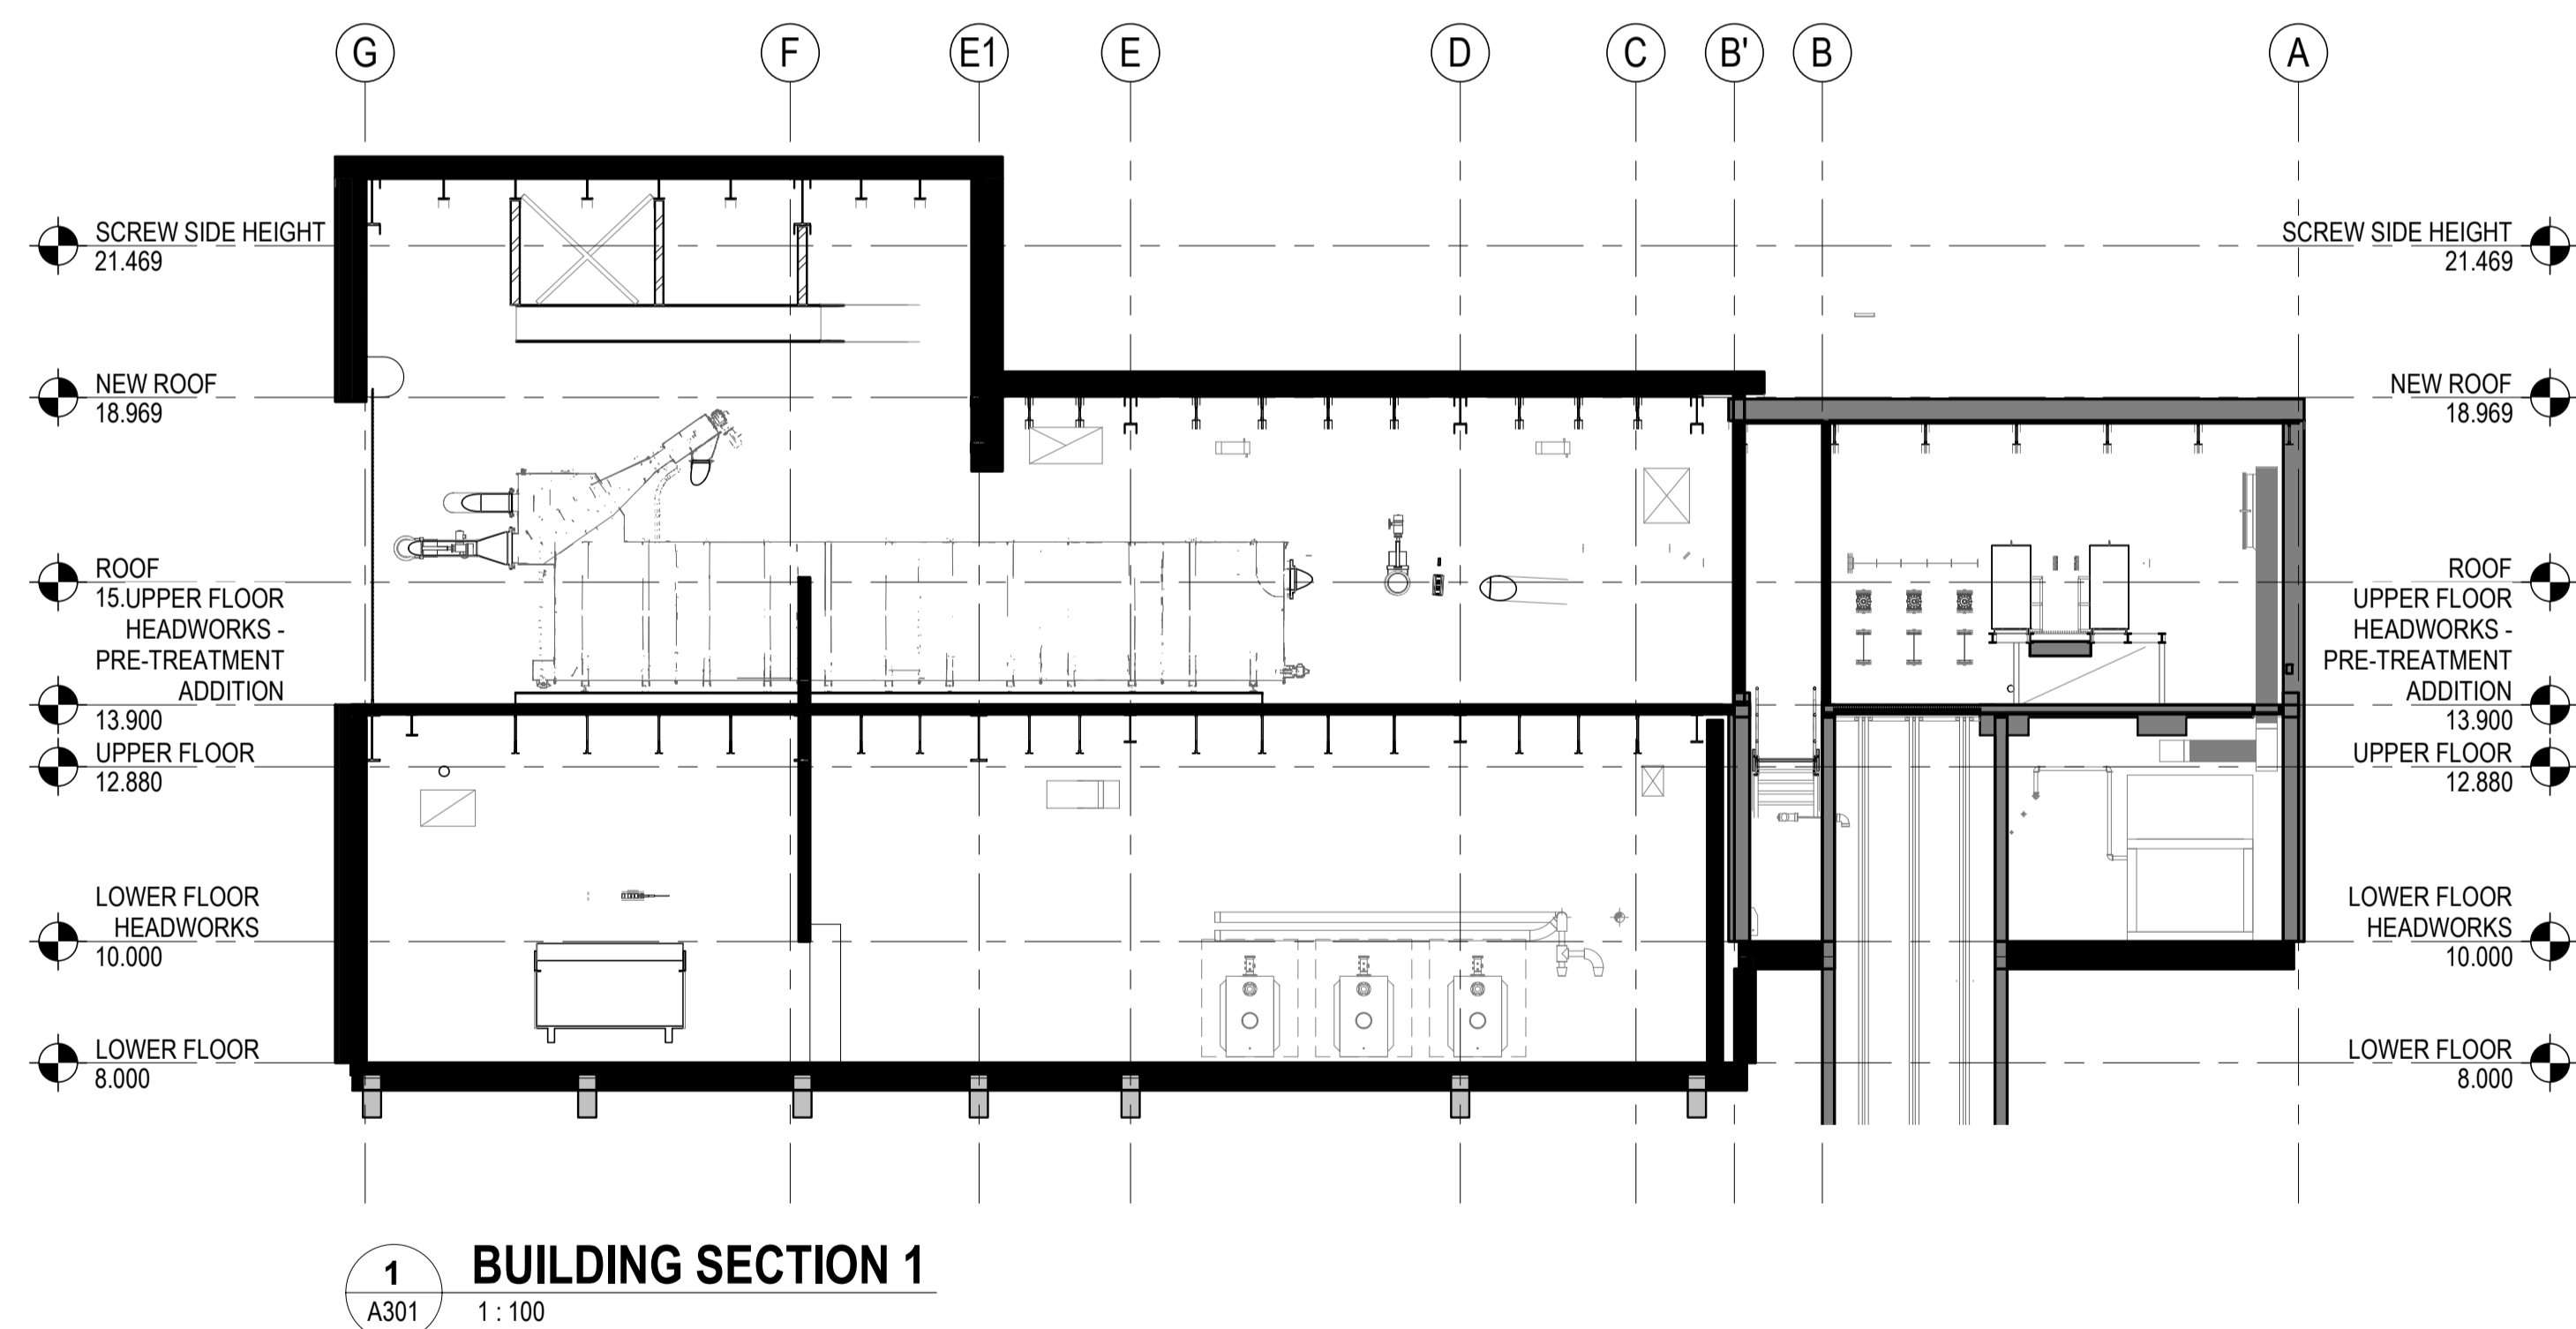 G F E1 E D C B' B A
SCREW SIDE HEIGHT
21.469
NEW ROOF
18.969
ROOF
15.
UPPER FLOOR
HEADWORKS -
PRE-TREATMENT
ADDITION
13.900
UPPER FLOOR
12.880
LOWER FLOOR
HEADWORKS
10.000
LOWER FLOOR
8.000
SCREW SIDE HEIGHT
21.469
NEW ROOF
18.969
ROOF
UPPER FLOOR
HEADWORKS -
PRE-TREATMENT
ADDITION
13.900
UPPER FLOOR
12.880
LOWER FLOOR
HEADWORKS
10.000
LOWER FLOOR
8.000
1
A301
BUILDING SECTION 1
1 : 100